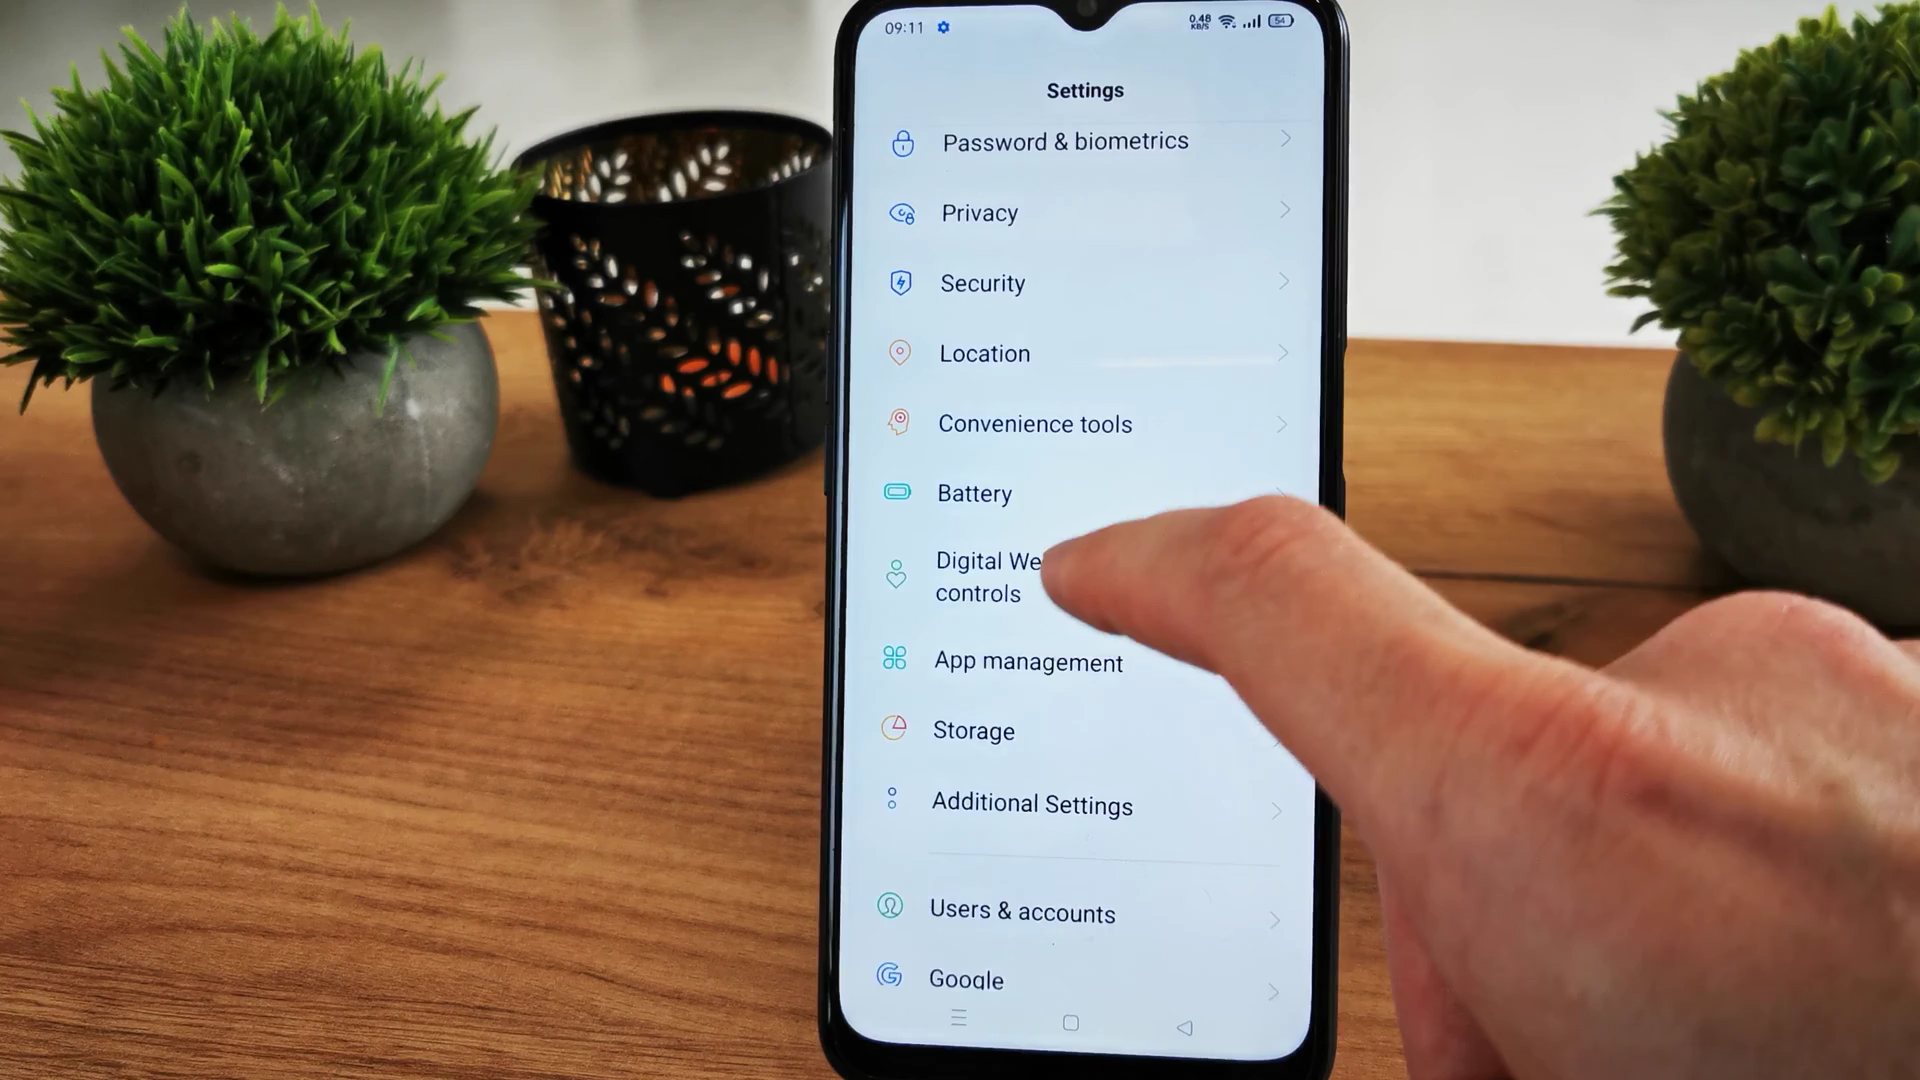 09:11
0.48
KB/S
54
Settings
Password & biometrics
Privacy
Security
Location
Convenience tools
Battery
Digital We
controls
App management
Storage
Additional Settings
Users & accounts
Google